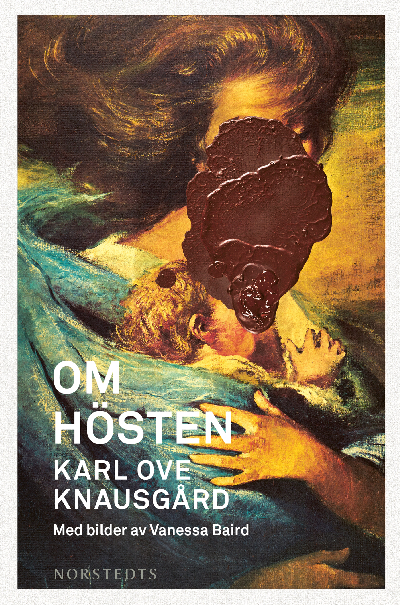 OM
HÖSTEN
KARL OVE
KNAUSGÅRD
Med bilder av Vanessa Baird
NORSTEDTS